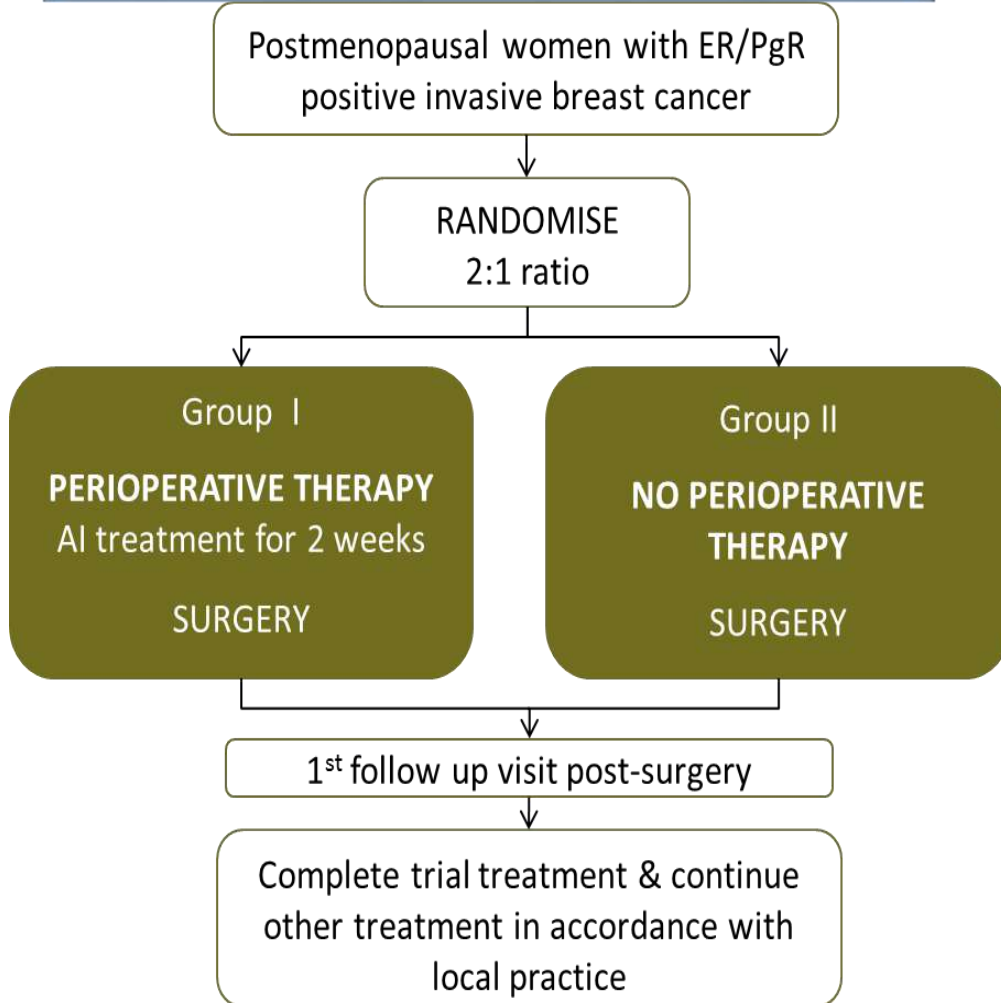 Postmenopausal women with ER/PgR
positive invasive breast cancer
RANDOMISE
2:1 ratio
Group I
PERIOPERATIVE THERAPY
AI treatment for 2 weeks
SURGERY
Group II
NO PERIOPERATIVE
THERAPY
SURGERY
1st follow up visit post-surgery
Complete trial treatment & continue
other treatment in accordance with
local practice